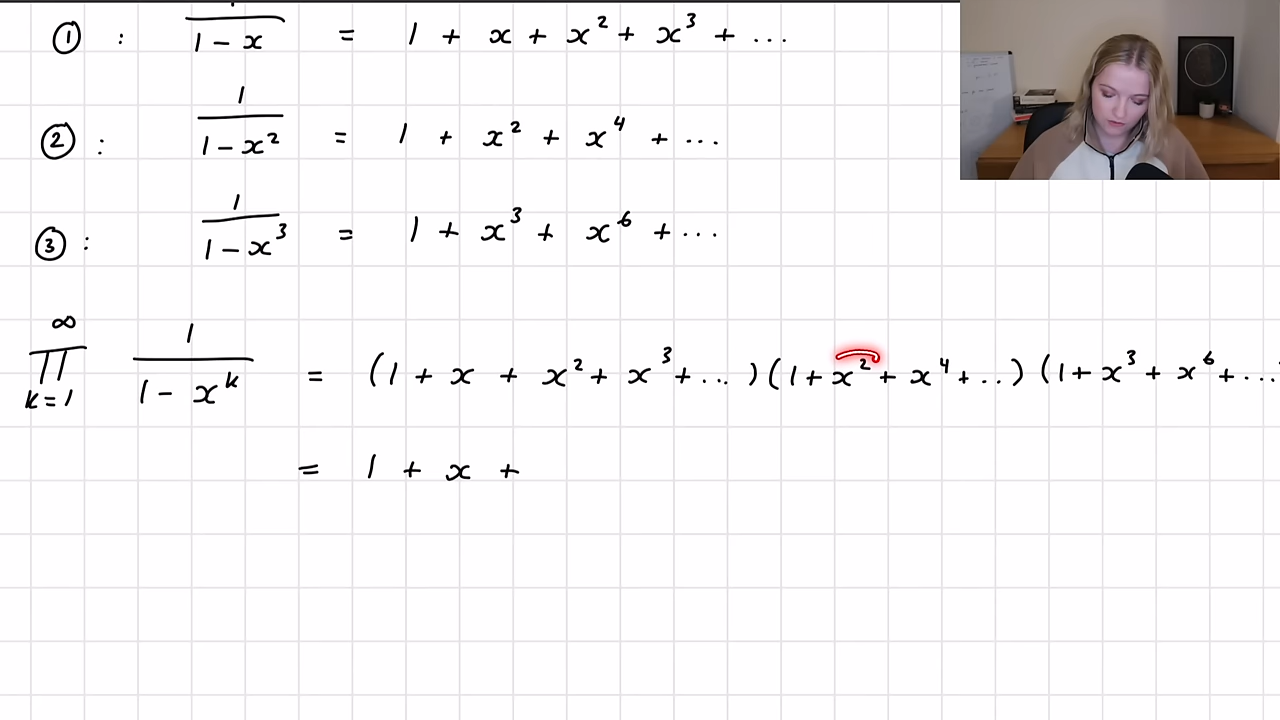 ① : 1/(1 - x) = 1 + x + x² + x³ + ...
② : 1/(1 - x²) = 1 + x² + x⁴ + ...
③ : 1/(1 - x³) = 1 + x³ + x⁶ + ...
∞ ∏ k=1 1/(1 - xᵏ) = (1 + x + x² + x³ + ... )(1 + x² + x⁴ + ...) (1 + x³ + x⁶ + ...
= 1 + x +